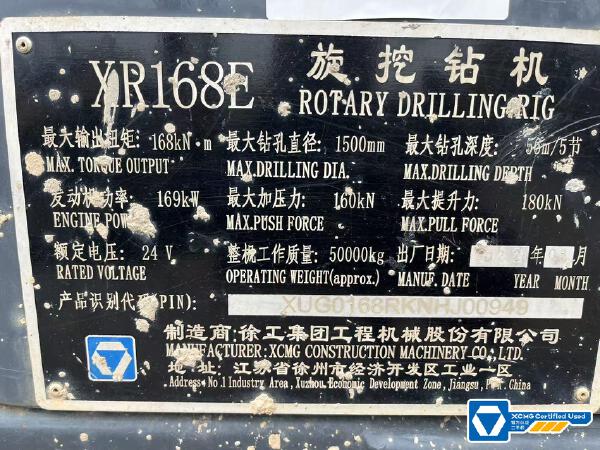 XR168E 旋挖钻机
ROTARY DRILLING RIG
最大输出扭矩: 168kN·m 最大钻孔直径: 1500mm 最大钻孔深度: 50m/5节
MAX. TORQUE OUTPUT MAX.DRILLING DIA. MAX.DRILLING DEPTH
发动机功率: 169kW 最大加压力: 160kN 最大提升力: 180kN
ENGINE POWER MAX.PUSH FORCE MAX.PULL FORCE
额定电压: 24 V 整机工作质量: 50000kg 出厂日期: 年 月
RATED VOLTAGE OPERATING WEIGHT(approx.) MANUF. DATE YEAR MONTH
产品识别代码(PIN):
制造商:徐工集团工程机械股份有限公司
MANUFACTURER:XCMG CONSTRUCTION MACHINERY CO., LTD.
地 址: 江苏省徐州市经济开发区工业一区
Address: No.1 Industry Area, Xuzhou Economic Development Zone, Jiangsu, P.R. China
XCMG Certified Used